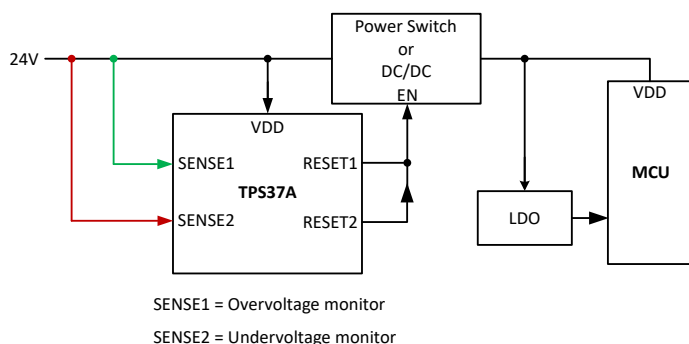 24V
Power Switch
or
DC/DC
EN
VDD
SENSE1
RESET1
TPS37A
SENSE2
RESET2
VDD
MCU
LDO
SENSE1 = Overvoltage monitor
SENSE2 = Undervoltage monitor